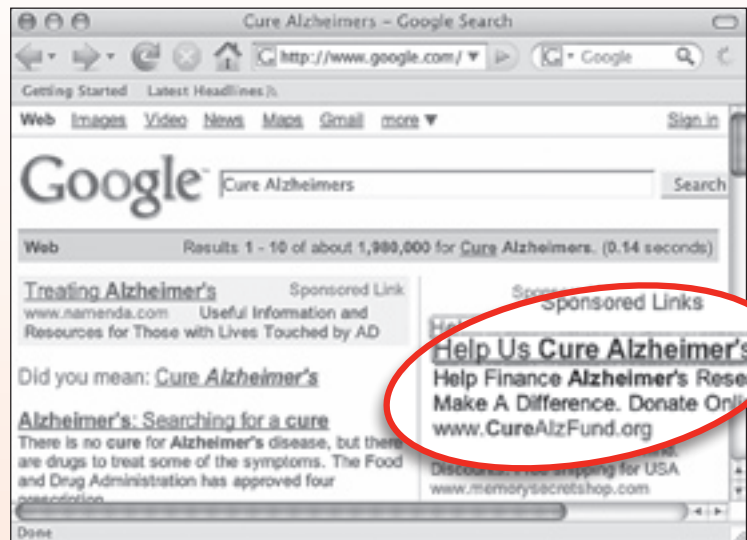 Cure Alzheimers – Google Search
http://www.google.com/
G Google
Getting Started Latest Headlines
Web Images Video News Maps Gmail more ▼ Sign in
Google™ Cure Alzheimers Search
Web Results 1 - 10 of about 1,980,000 for Cure Alzheimers. (0.14 seconds)
Treating Alzheimer's Sponsored Link
www.namenda.com Useful Information and
Resources for Those with Lives Touched by AD
Did you mean: Cure Alzheimer's
Alzheimer's: Searching for a cure
There is no cure for Alzheimer's disease, but there
are drugs to treat some of the symptoms. The Food
and Drug Administration has approved four
prescription
Sponsored Links
Help Us Cure Alzheimer's
Help Finance Alzheimer's Rese
Make A Difference. Donate Onli
www.CureAlzFund.org
Free shipping for USA
www.memorysecretshop.com
Done